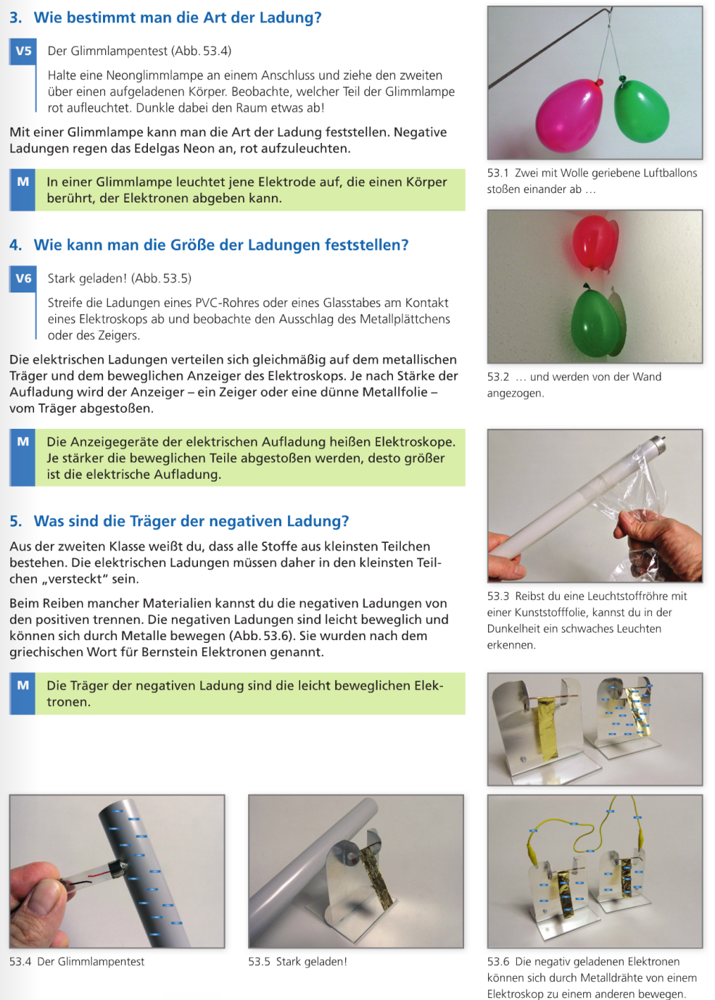 3. Wie bestimmt man die Art der Ladung?
V5 Der Glimmlampentest (Abb. 53.4)
Halte eine Neonglimmlampe an einem Anschluss und ziehe den zweiten
über einen aufgeladenen Körper. Beobachte, welcher Teil der Glimmlampe
rot aufleuchtet. Dunkle dabei den Raum etwas ab!
Mit einer Glimmlampe kann man die Art der Ladung feststellen. Negative
Ladungen regen das Edelgas Neon an, rot aufzuleuchten.
M In einer Glimmlampe leuchtet jene Elektrode auf, die einen Körper
berührt, der Elektronen abgeben kann.
4. Wie kann man die Größe der Ladungen feststellen?
V6 Stark geladen! (Abb. 53.5)
Streife die Ladungen eines PVC-Rohres oder eines Glasstabes am Kontakt
eines Elektroskops ab und beobachte den Ausschlag des Metallplättchens
oder des Zeigers.
Die elektrischen Ladungen verteilen sich gleichmäßig auf dem metallischen
Träger und dem beweglichen Anzeiger des Elektroskops. Je nach Stärke der
Aufladung wird der Anzeiger – ein Zeiger oder eine dünne Metallfolie –
vom Träger abgestoßen.
M Die Anzeigegeräte der elektrischen Aufladung heißen Elektroskope.
Je stärker die beweglichen Teile abgestoßen werden, desto größer
ist die elektrische Aufladung.
5. Was sind die Träger der negativen Ladung?
Aus der zweiten Klasse weißt du, dass alle Stoffe aus kleinsten Teilchen
bestehen. Die elektrischen Ladungen müssen daher in den kleinsten Teil-
chen „versteckt“ sein.
Beim Reiben mancher Materialien kannst du die negativen Ladungen von
den positiven trennen. Die negativen Ladungen sind leicht beweglich und
können sich durch Metalle bewegen (Abb. 53.6). Sie wurden nach dem
griechischen Wort für Bernstein Elektronen genannt.
M Die Träger der negativen Ladung sind die leicht beweglichen Elek-
tronen.
53.1 Zwei mit Wolle geriebene Luftballons
stoßen einander ab …
53.2 … und werden von der Wand
angezogen.
53.3 Reibst du eine Leuchtstoffröhre mit
einer Kunststofffolie, kannst du in der
Dunkelheit ein schwaches Leuchten
erkennen.
53.4 Der Glimmlampentest
53.5 Stark geladen!
53.6 Die negativ geladenen Elektronen
können sich durch Metalldrähte von einem
Elektroskop zu einem anderen bewegen.